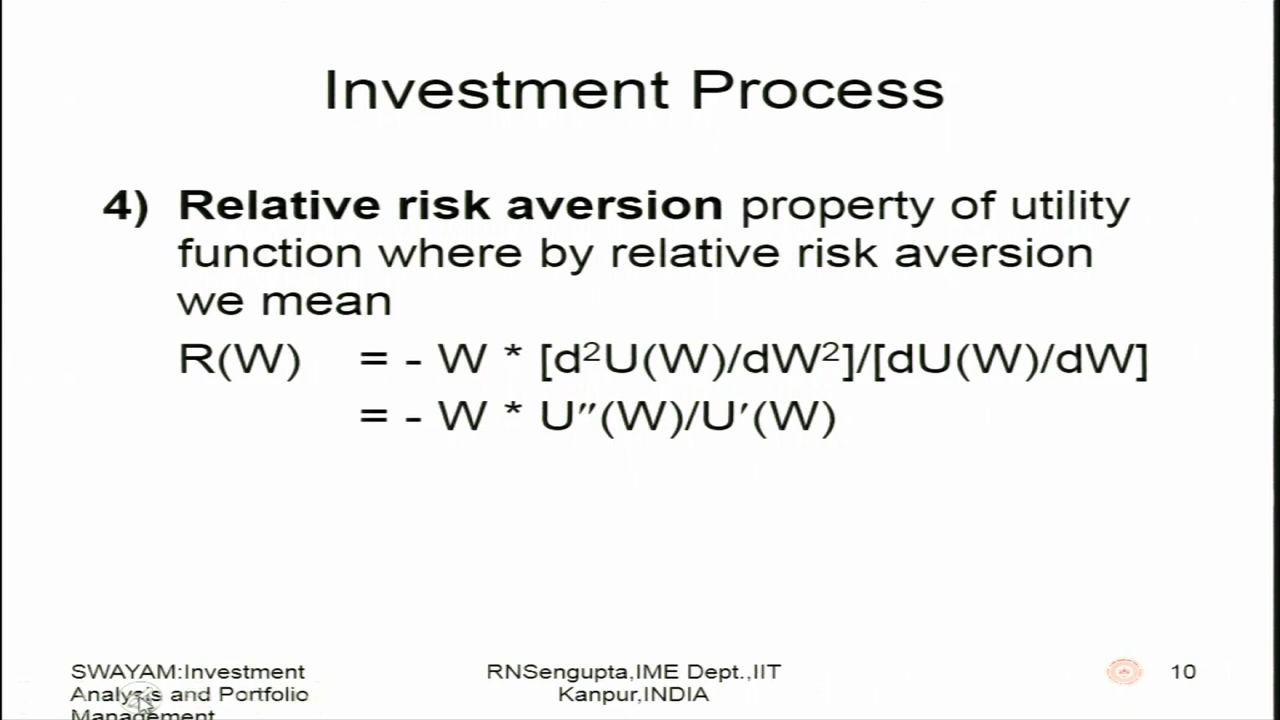 Investment Process
4) Relative risk aversion property of utility
function where by relative risk aversion
we mean
R(W) = - W * [d²U(W)/dW²]/[dU(W)/dW]
= - W * U″(W)/U′(W)
SWAYAM:Investment
Analysis and Portfolio
Management
RNSengupta,IME Dept.,IIT
Kanpur,INDIA
10